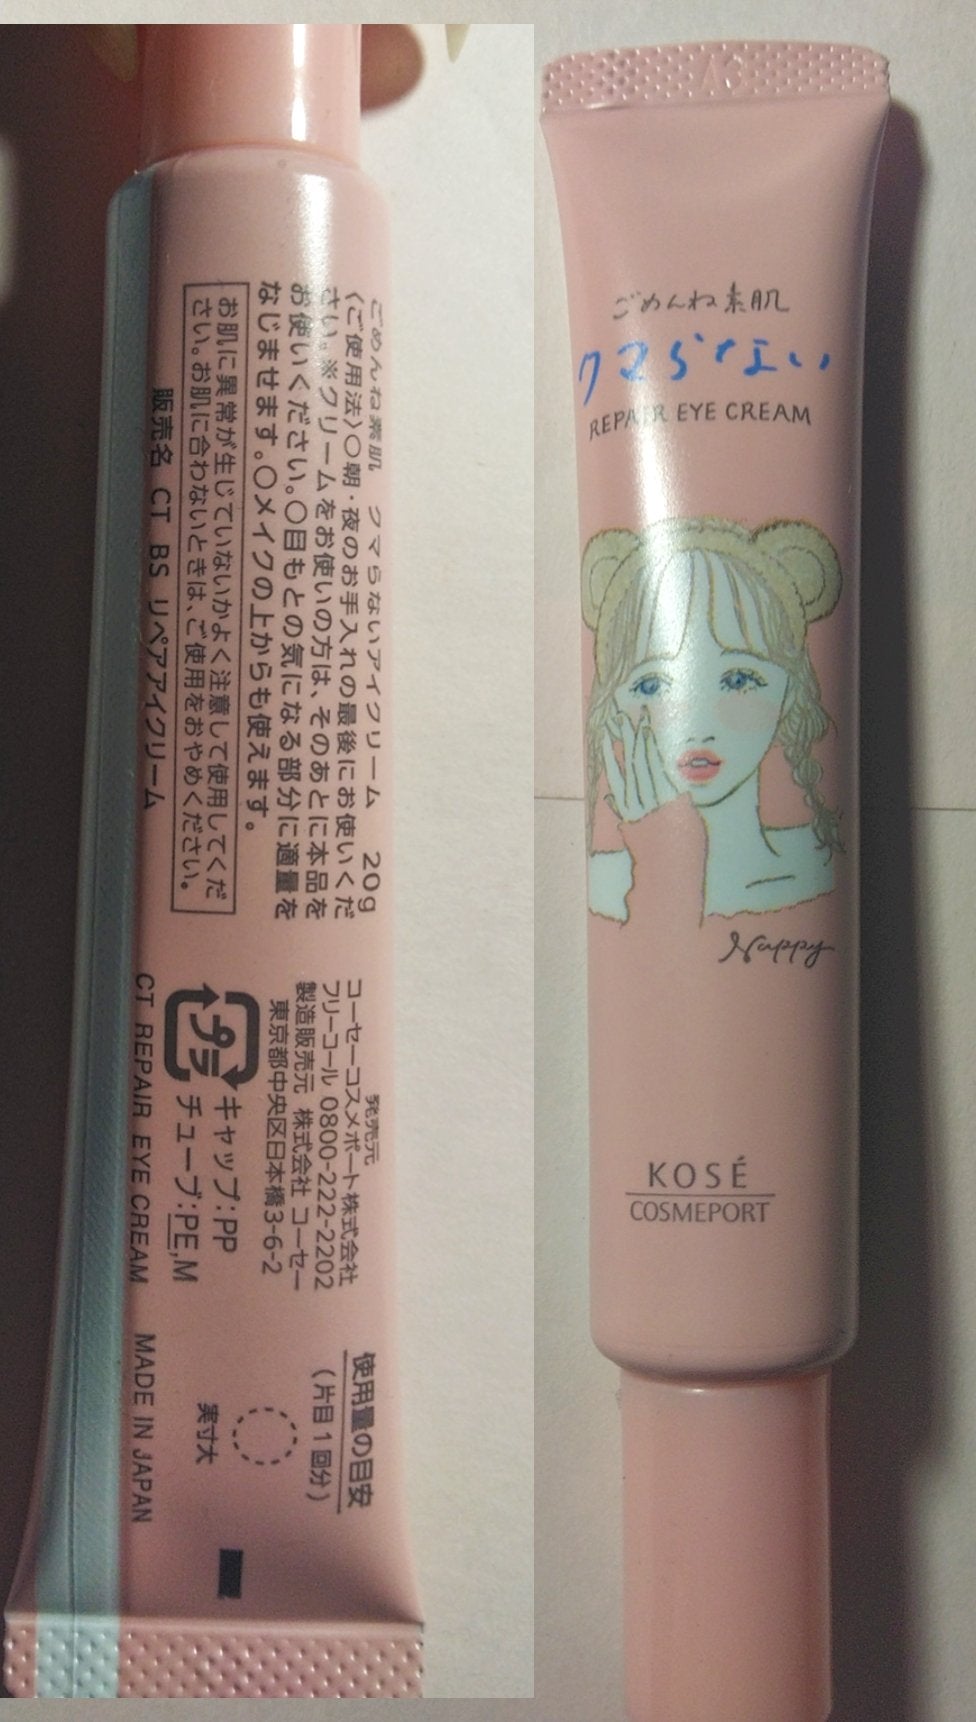 ごめんね素肌 クマらないアイクリーム 20g
〈ご使用法〉○朝・夜のお手入れの最後にお使いくだ
さい。※クリームをお使いの方は、そのあとに本品を
お使いください。○目もとの気になる部分に適量を
なじませます。○メイクの上からも使えます。
お肌に異常が生じていないかよく注意して使用してくだ
さい。お肌に合わないときは、ご使用をおやめください。
販売名 CT BS リペアアイクリーム
発売元
コーセーコスメポート株式会社
フリーコール 0800-222-2202
製造販売元 株式会社 コーセー
東京都中央区日本橋3-6-2
プラ
キャップ:PP
チューブ:PE,M
CT REPAIR EYE CREAM MADE IN JAPAN
使用量の目安
(片目1回分)
実寸大
A3
ごめんね素肌
クマらない
REPAIR EYE CREAM
Nappy
KOSÉ
COSMEPORT